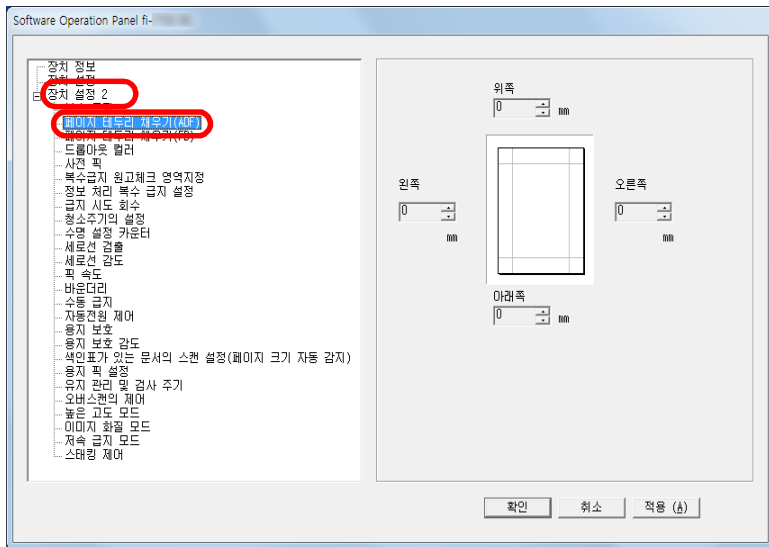 Software Operation Panel fi-
장치 정보
장치 설정
장치 설정 2
페이지 테두리 채우기(ADF)
페이지 테두리 채우기(FB)
드롭아웃 컬러
사전 픽
복수급지 원고체크 영역지정
정보 처리 복수 급지 설정
급지 시도 회수
청소주기의 설정
수명 설정 카운터
세로선 검출
세로선 감도
픽 속도
바운더리
수동 급지
자동전원 제어
용지 보호
용지 보호 감도
색인표가 있는 문서의 스캔 설정(페이지 크기 자동 감지)
용지 픽 설정
유지 관리 및 검사 주기
오버스캔의 제어
높은 고도 모드
이미지 화질 모드
저속 급지 모드
스태킹 제어
위쪽
0 mm
왼쪽
0
mm
오른쪽
0
mm
아래쪽
0 mm
확인 취소 적용 (A)